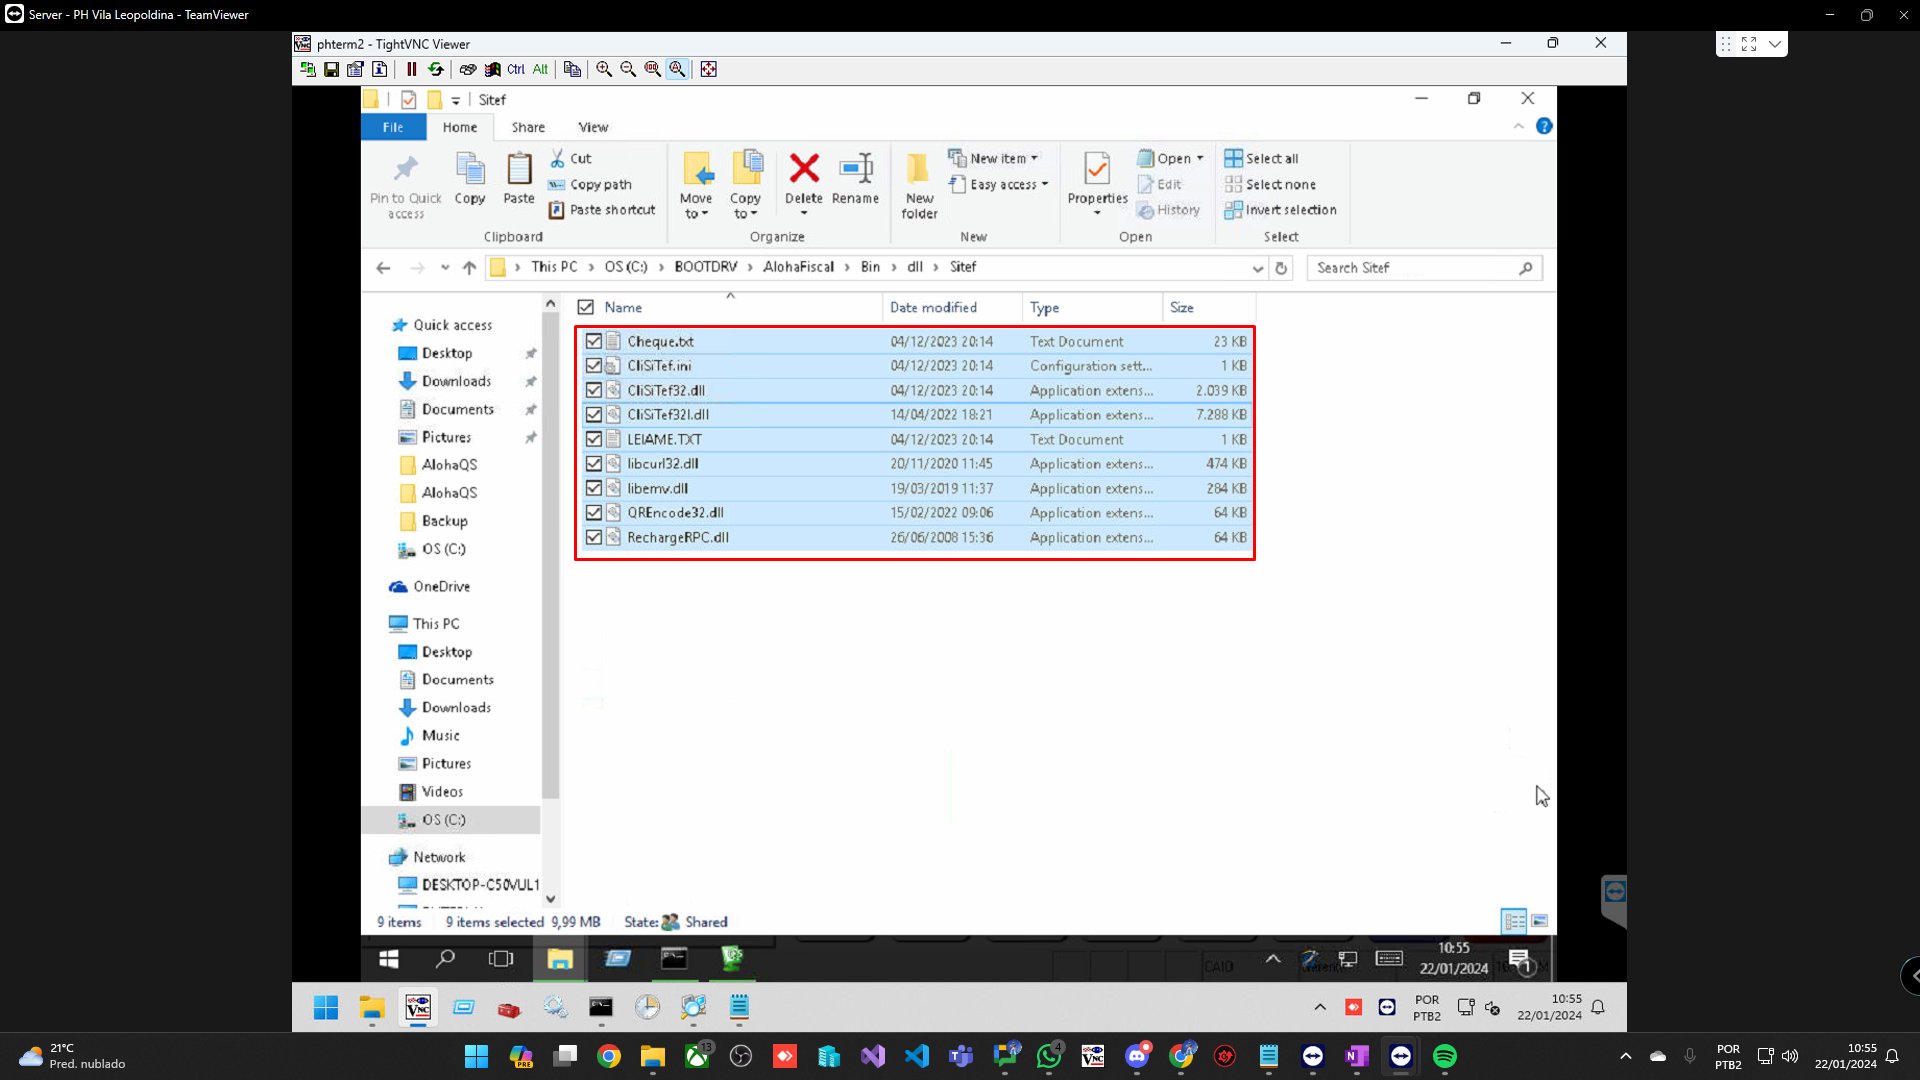 Server - PH Vila Leopoldina - TeamViewer
phterm2 - TightVNC Viewer
Ctrl Alt
Sitef
File Home Share View
Pin to Quick access
Copy
Paste
Cut
Copy path
Paste shortcut
Clipboard
Move to
Copy to
Delete
Rename
Organize
New folder
New item
Easy access
New
Properties
Open
Edit
History
Open
Select all
Select none
Invert selection
Select
This PC > OS (C:) > BOOTDRV > AlohaFiscal > Bin > dll > Sitef
Search Sitef
Name Date modified Type Size
Cheque.txt 04/12/2023 20:14 Text Document 23 KB
CliSiTef.ini 04/12/2023 20:14 Configuration sett... 1 KB
CliSiTef32.dll 04/12/2023 20:14 Application extens... 2.039 KB
CliSiTef32I.dll 14/04/2022 18:21 Application extens... 7.288 KB
LEIAME.TXT 04/12/2023 20:14 Text Document 1 KB
libcurl32.dll 20/11/2020 11:45 Application extens... 474 KB
libemv.dll 19/03/2019 11:37 Application extens... 284 KB
QREncode32.dll 15/02/2022 09:06 Application extens... 64 KB
RechargeRPC.dll 26/06/2008 15:36 Application extens... 64 KB
Quick access
Desktop
Downloads
Documents
Pictures
AlohaQS
AlohaQS
Backup
OS (C:)
OneDrive
This PC
Desktop
Documents
Downloads
Music
Pictures
Videos
OS (C:)
Network
DESKTOP-C50VUL1
9 items 9 items selected 9,99 MB State: Shared
CAIO
10:55
22/01/2024
1
POR
PTB2
10:55
22/01/2024
21°C
Pred. nublado
PRE
13
4
POR
PTB2
10:55
22/01/2024